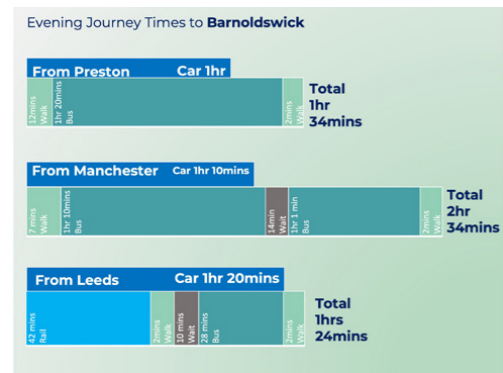 Evening Journey Times to Barnoldswick
From Preston Car 1hr
12mins
Walk
1hr 20mins
Bus
2mins
Walk
Total
1hr
34mins
From Manchester Car 1hr 10mins
7 mins
Walk
1hr 10mins
Bus
14min
Wait
1hr 1 min
Bus
2mins
Walk
Total
2hr
34mins
From Leeds Car 1hr 20mins
42 mins
Rail
2mins
Walk
10 mins
Wait
28 mins
Bus
2mins
Walk
Total
1hrs
24mins